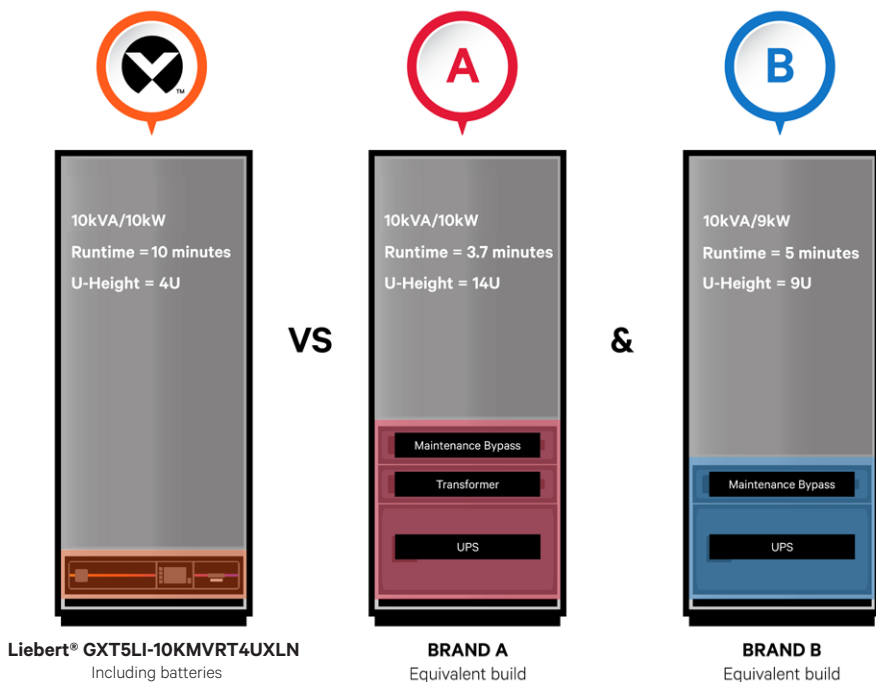 TM
A
B
10kVA/10kW
Runtime = 10 minutes
U-Height = 4U
VS
10kVA/10kW
Runtime = 3.7 minutes
U-Height = 14U
Maintenance Bypass
Transformer
UPS
&
10kVA/9kW
Runtime = 5 minutes
U-Height = 9U
Maintenance Bypass
UPS
Liebert® GXT5LI-10KMVRT4UXLN
Including batteries
BRAND A
Equivalent build
BRAND B
Equivalent build